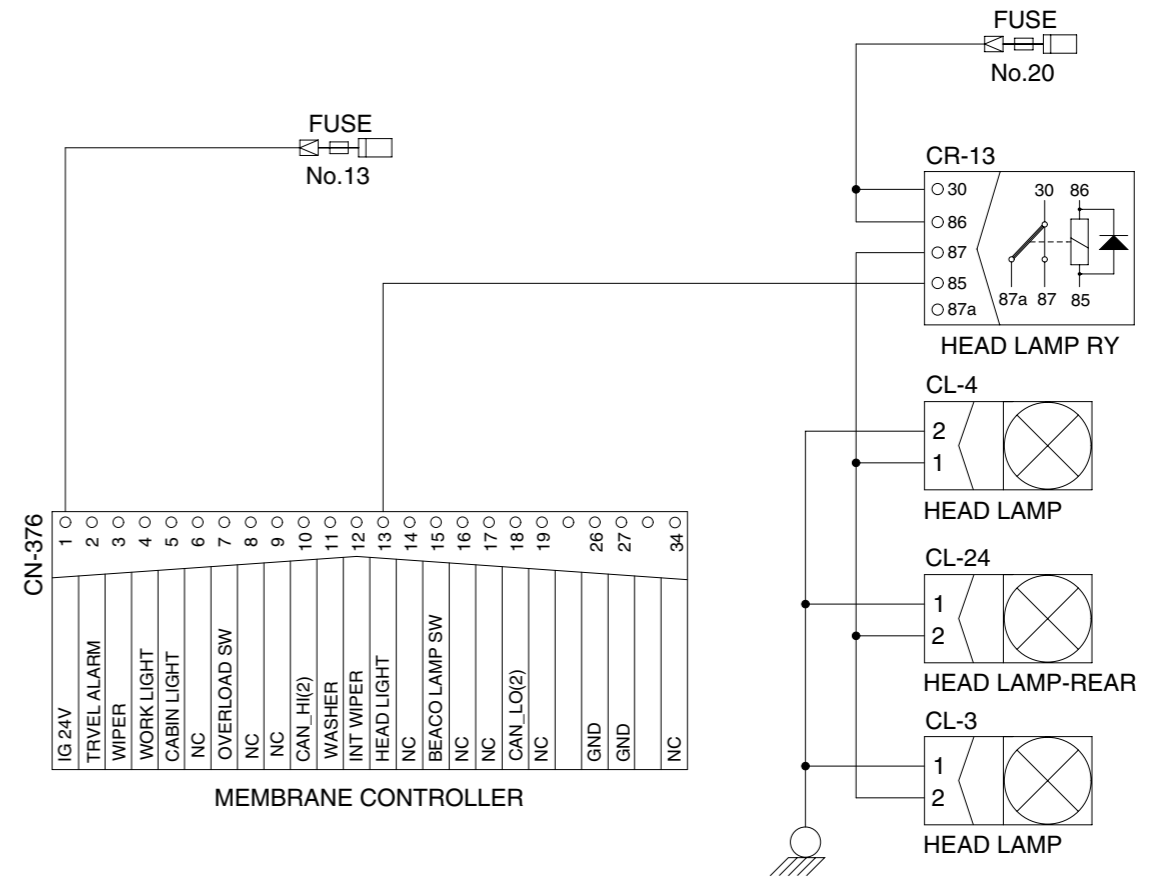 FUSE
No.20
FUSE
No.13
CR-13
30
86
87
85
87a
30 86
87a 87 85
HEAD LAMP RY
CL-4
2
1
HEAD LAMP
CL-24
1
2
HEAD LAMP-REAR
CL-3
1
2
HEAD LAMP
CN-376
1 2 3 4 5 6 7 8 9 10 11 12 13 14 15 16 17 18 19 26 27 34
IG 24V
TRVEL ALARM
WIPER
WORK LIGHT
CABIN LIGHT
NC
OVERLOAD SW
NC
NC
CAN_HI(2)
WASHER
INT WIPER
HEAD LIGHT
NC
BEACO LAMP SW
NC
NC
CAN_LO(2)
NC
GND
GND
NC
MEMBRANE CONTROLLER